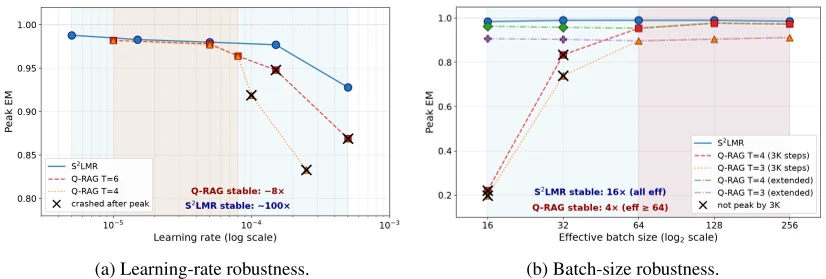 1.00
0.95
0.90
0.85
0.80
Peak EM
S²LMR
Q-RAG T=6
Q-RAG T=4
crashed after peak
Q-RAG stable: ~8×
S²LMR stable: ~100×
10⁻⁵
10⁻⁴
10⁻³
Learning rate (log scale)
(a) Learning-rate robustness.
1.0
0.8
0.6
0.4
0.2
Peak EM
S²LMR stable: 16× (all eff)
Q-RAG stable: 4× (eff ≥ 64)
S²LMR
Q-RAG T=4 (3K steps)
Q-RAG T=3 (3K steps)
Q-RAG T=4 (extended)
Q-RAG T=3 (extended)
not peak by 3K
16
32
64
128
256
Effective batch size (log₂ scale)
(b) Batch-size robustness.